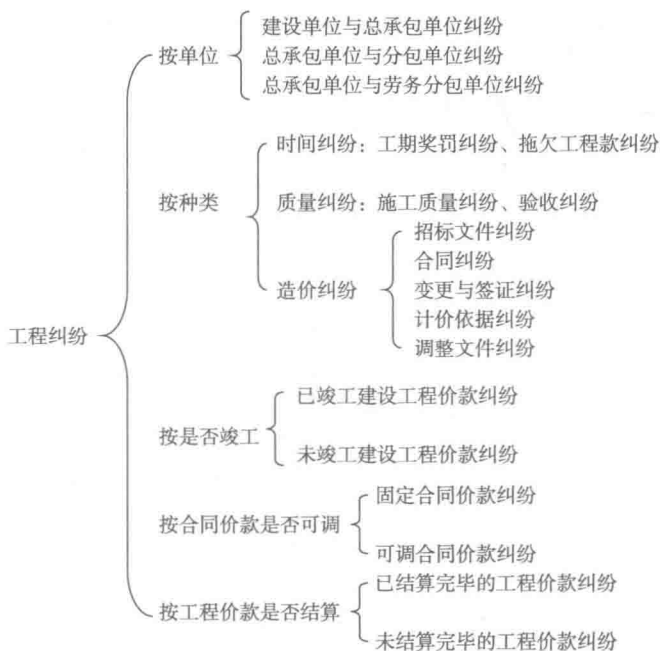 建设单位与总承包单位纠纷
按单位
总承包单位与分包单位纠纷
总承包单位与劳务分包单位纠纷
时间纠纷：工期奖罚纠纷、拖欠工程款纠纷
按种类
质量纠纷：施工质量纠纷、验收纠纷
招标文件纠纷
合同纠纷
造价纠纷
变更与签证纠纷
计价依据纠纷
调整文件纠纷
工程纠纷
已竣工建设工程价款纠纷
按是否竣工
未竣工建设工程价款纠纷
固定合同价款纠纷
按合同价款是否可调
可调合同价款纠纷
已结算完毕的工程价款纠纷
按工程价款是否结算
未结算完毕的工程价款纠纷